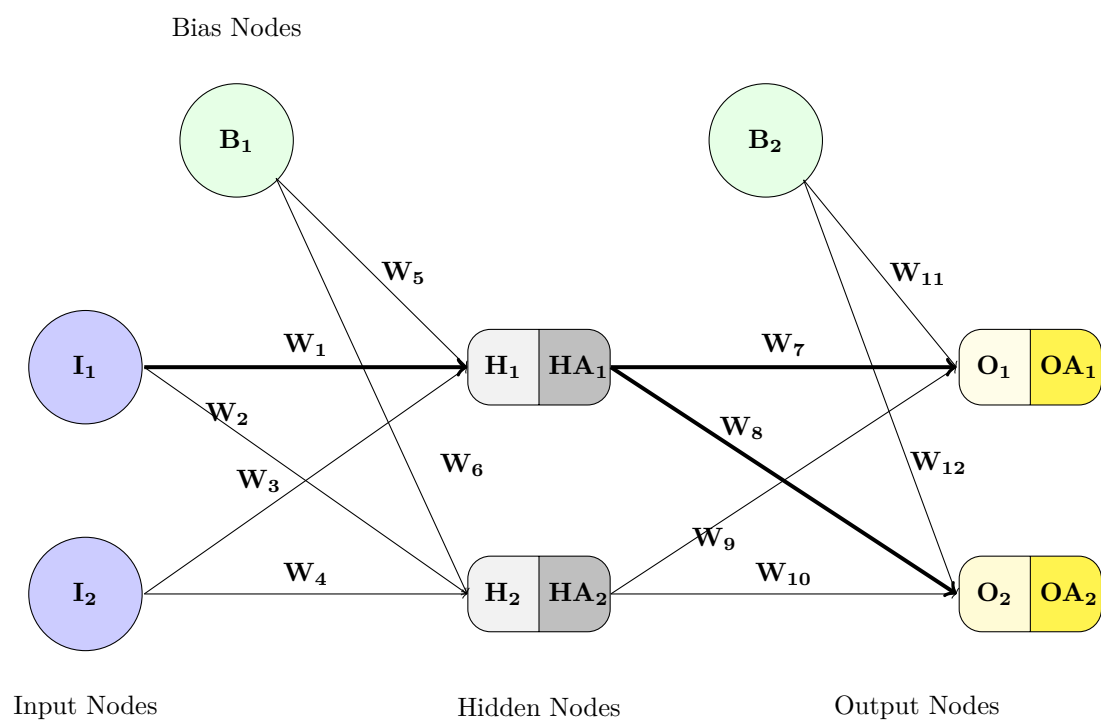 Bias Nodes
B₁
B₂
W₅
W₁₁
I₁
W₁
H₁
HA₁
W₇
O₁
OA₁
W₂
W₈
W₃
W₆
W₁₂
W₉
I₂
W₄
H₂
HA₂
W₁₀
O₂
OA₂
Input Nodes
Hidden Nodes
Output Nodes